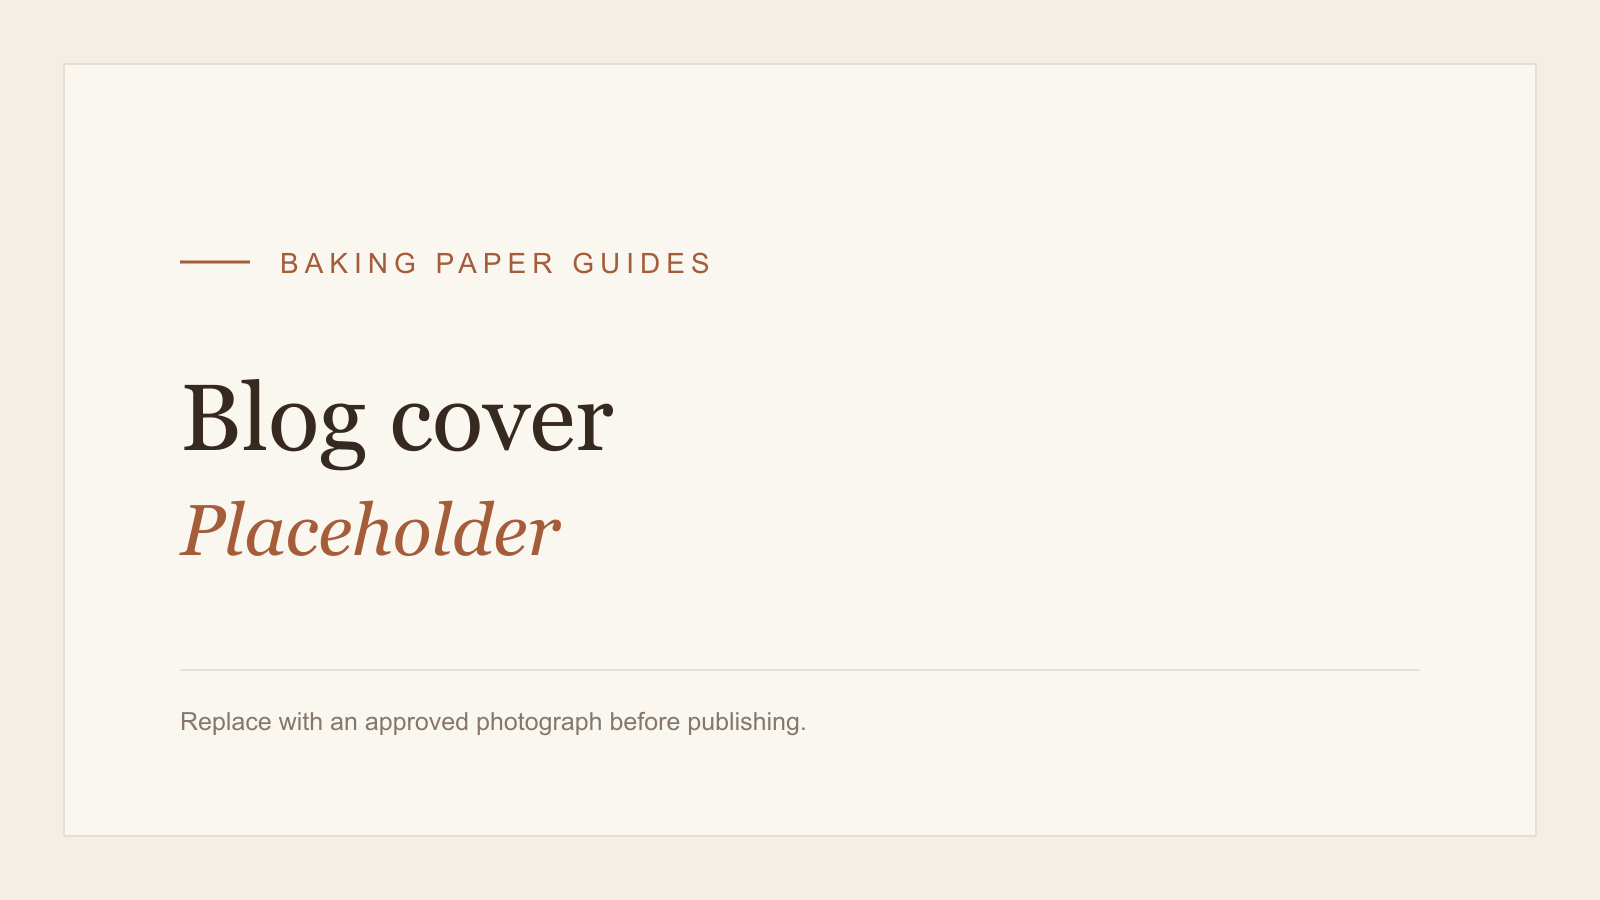 BAKING PAPER GUIDES
Blog cover
Placeholder
Replace with an approved photograph before publishing.